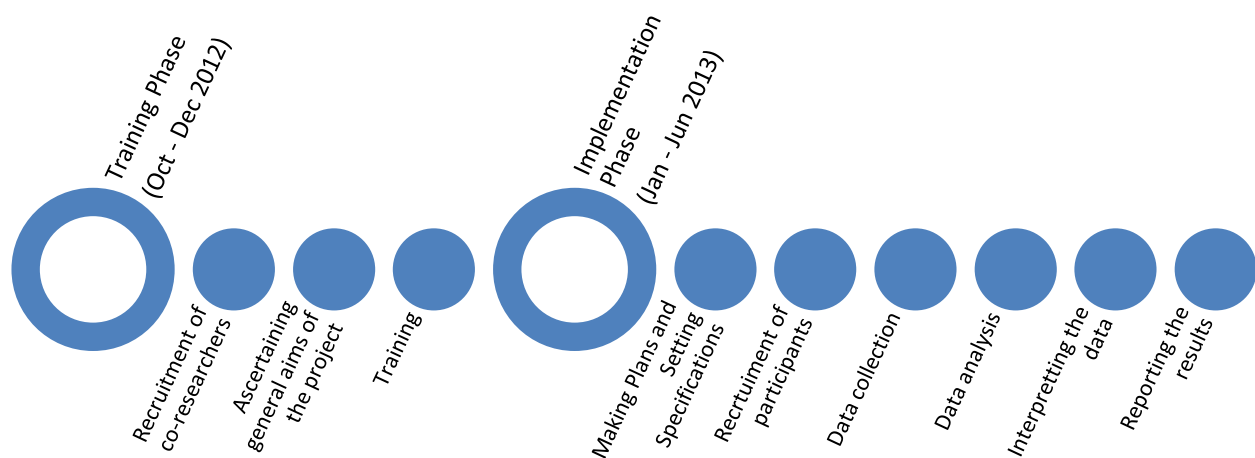 Training Phase
(Oct - Dec 2012)
Recruitment of
co-researchers
Ascertaining
general aims of
the project
Training
Implementation
Phase
(Jan - Jun 2013)
Making Plans and
Setting
Specifications
Recrtuiment of
participants
Data collection
Data analysis
Interpretting the
data
Reporting the
results